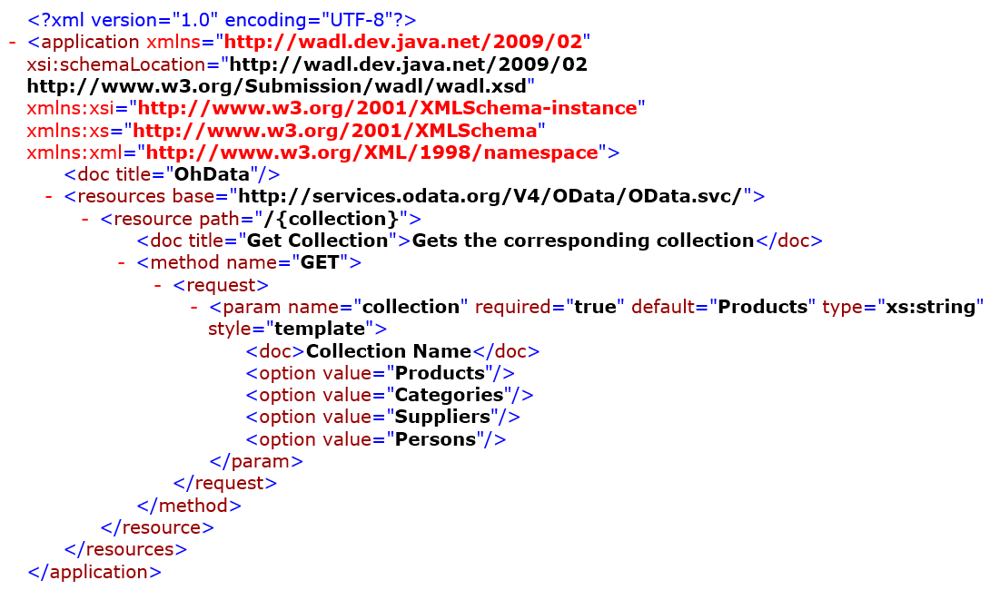 <?xml version="1.0" encoding="UTF-8"?>
- <application xmlns="http://wadl.dev.java.net/2009/02"
xsi:schemaLocation="http://wadl.dev.java.net/2009/02
http://www.w3.org/Submission/wadl/wadl.xsd"
xmlns:xsi="http://www.w3.org/2001/XMLSchema-instance"
xmlns:xs="http://www.w3.org/2001/XMLSchema"
xmlns:xml="http://www.w3.org/XML/1998/namespace">
<doc title="OhData"/>
- <resources base="http://services.odata.org/V4/OData/OData.svc/">
- <resource path="/{collection}">
<doc title="Get Collection">Gets the corresponding collection</doc>
- <method name="GET">
- <request>
- <param name="collection" required="true" default="Products" type="xs:string"
style="template">
<doc>Collection Name</doc>
<option value="Products"/>
<option value="Categories"/>
<option value="Suppliers"/>
<option value="Persons"/>
</param>
</request>
</method>
</resource>
</resources>
</application>